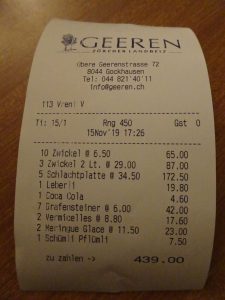 GEEREN
ZÜRCHER LANDBEIZ
Obere Geerenstrasse 72
8044 Gockhausen
Tel: 044 821'40'11
info@geeren.ch
113 Vreni V
Ti: 15/1 Rng 450 Gst 0
15Nov'19 17:26
10 Zwickel @ 6.50 65.00
3 Zwickel 2 Lt. @ 29.00 87.00
5 Schlachtplatte @ 34.50 172.50
1 Leberli 19.80
1 Coca Cola 4.60
7 Grafensteiner @ 6.00 42.00
2 Vermicelles @ 8.80 17.60
2 Meringue Glace @ 11.50 23.00
1 Schümli Pflümli 7.50
zu zahlen -> 439.00